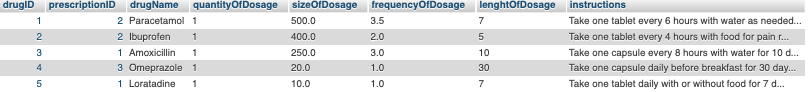 drugID prescriptionID drugName quantityOfDosage sizeOfDosage frequencyOfDosage lenghtOfDosage instructions
1 2 Paracetamol 1 500.0 3.5 7 Take one tablet every 6 hours with water as needed...
2 2 Ibuprofen 1 400.0 2.0 5 Take one tablet every 4 hours with food for pain r...
3 1 Amoxicillin 1 250.0 3.0 10 Take one capsule every 8 hours with water for 10 d...
4 3 Omeprazole 1 20.0 1.0 30 Take one capsule daily before breakfast for 30 day...
5 1 Loratadine 1 10.0 1.0 7 Take one tablet daily with or without food for 7 d...